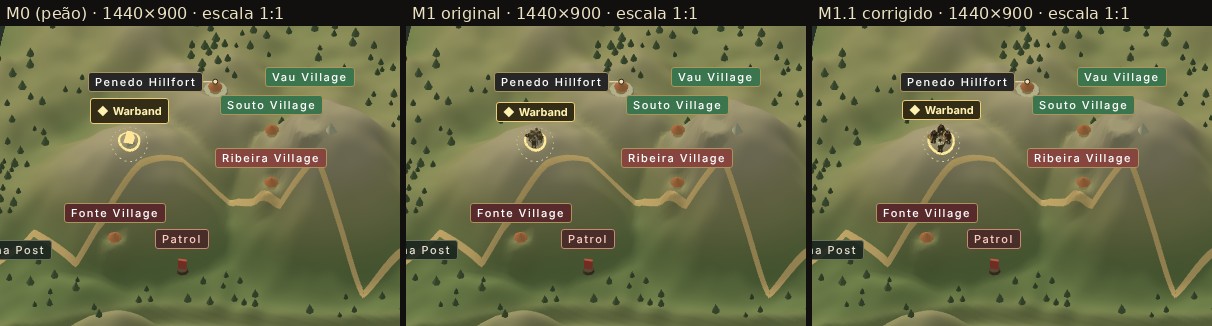 M0 (peão) · 1440×900 · escala 1:1
Vau Village
Penedo Hillfort
Souto Village
Warband
Ribeira Village
Fonte Village
Patrol
na Post
M1 original · 1440×900 · escala 1:1
Vau Village
Penedo Hillfort
Souto Village
Warband
Ribeira Village
Fonte Village
Patrol
a Post
M1.1 corrigido · 1440×900 · escala 1:1
Vau Village
Penedo Hillfort
Souto Village
Warband
Ribeira Village
Fonte Village
Patrol
a Post